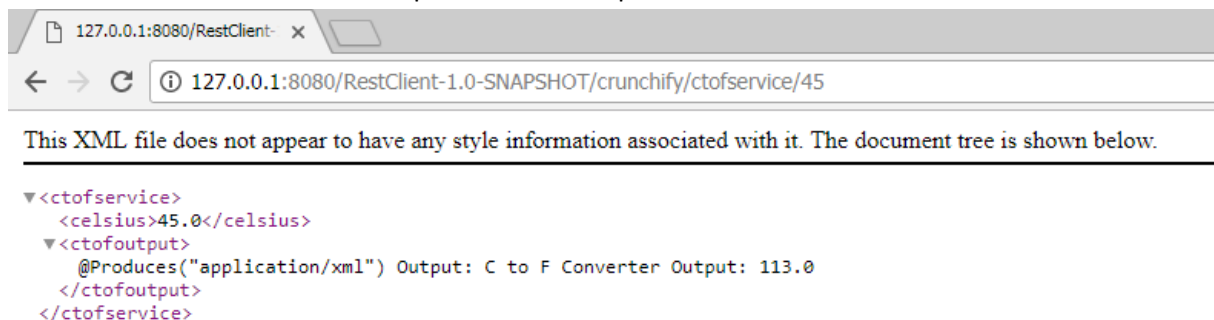 127.0.0.1:8080/RestClient-
127.0.0.1:8080/RestClient-1.0-SNAPSHOT/crunchify/ctofservice/45
This XML file does not appear to have any style information associated with it. The document tree is shown below.
▼<ctofservice>
<celsius>45.0</celsius>
▼<ctofoutput>
@Produces("application/xml") Output: C to F Converter Output: 113.0
</ctofoutput>
</ctofservice>